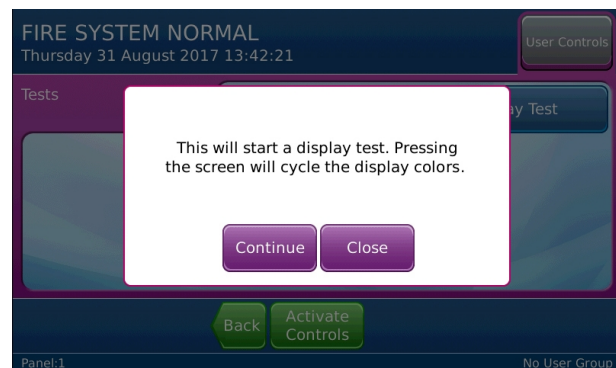 FIRE SYSTEM NORMAL
Thursday 31 August 2017 13:42:21
User Controls
Tests
ay Test
This will start a display test. Pressing
the screen will cycle the display colors.
Continue
Close
Back
Activate
Controls
Panel:1
No User Group